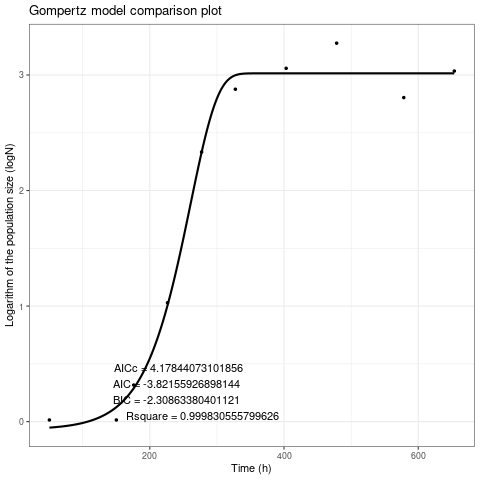 Gompertz model comparison plot
Logarithm of the population size (logN)
3
2
1
0
AICc = 4.17844073101856
AIC = -3.82155926898144
BIC = -2.30863380401121
Rsquare = 0.999830555799626
200 400 600
Time (h)